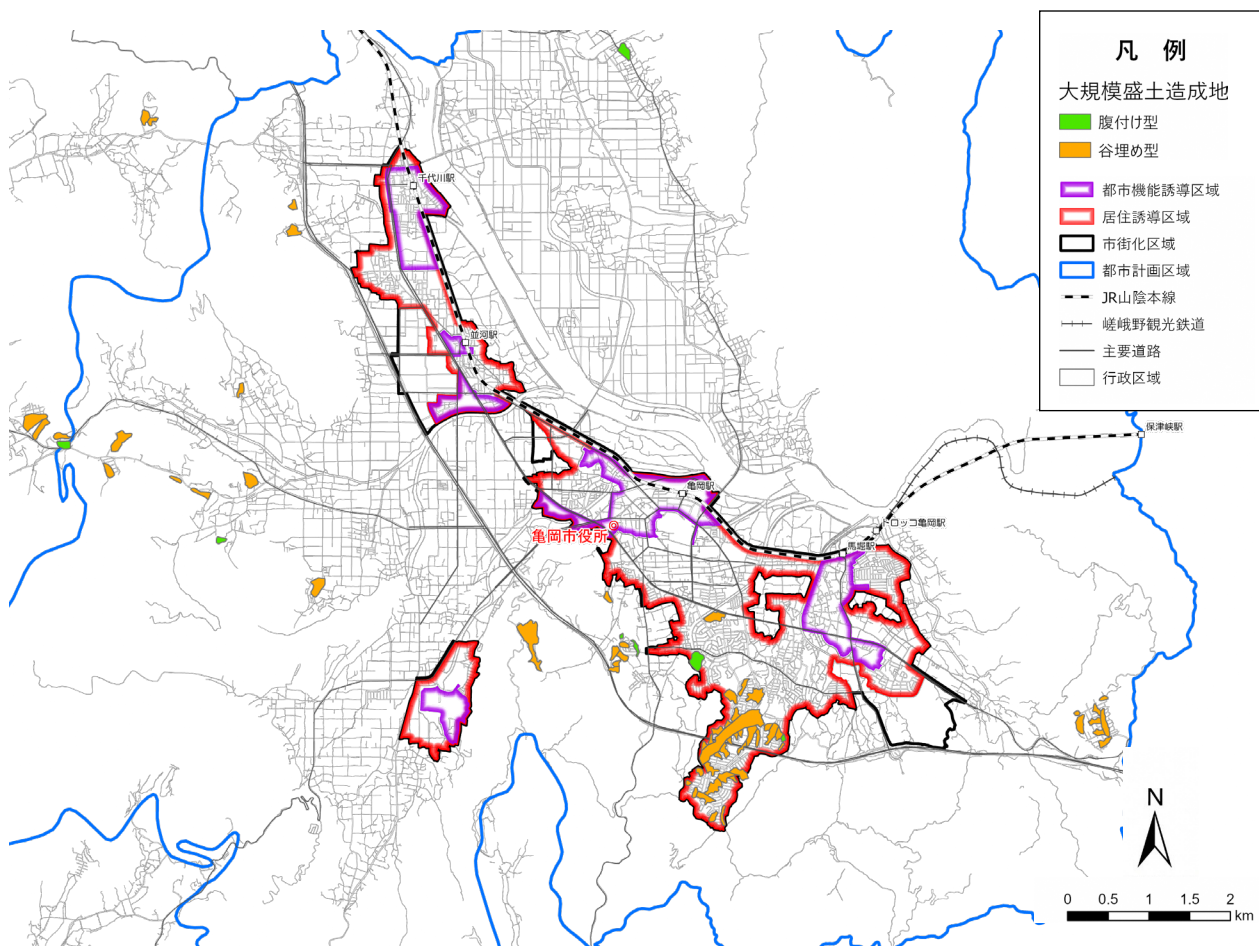 凡 例
大規模盛土造成地
腹付け型
谷埋め型
都市機能誘導区域
居住誘導区域
市街化区域
都市計画区域
JR山陰本線
嵯峨野観光鉄道
主要道路
行政区域
千代川駅
並河駅
保津峡駅
亀岡駅
トロッコ亀岡駅
亀岡市役所
馬堀駅
N
0 0.5 1 1.5 2
km